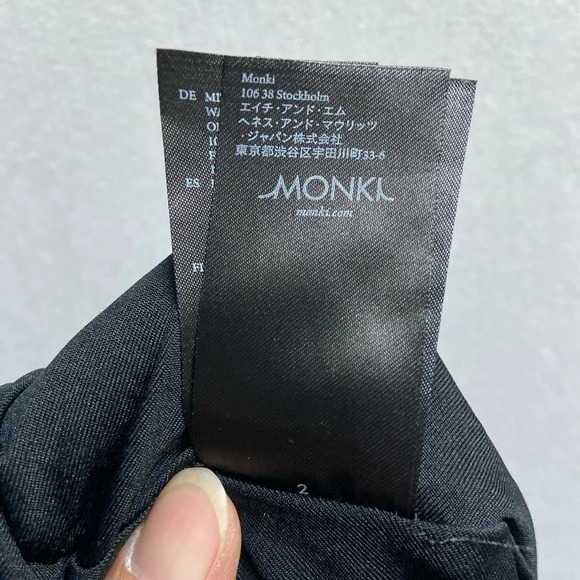 Monki
106 38 Stockholm
エイチ・アンド・エム
ヘネス・アンド・マウリッツ
・ジャパン株式会社
東京都渋谷区宇田川町33-6
MONKI
monki.com
DE
ES
FI
2